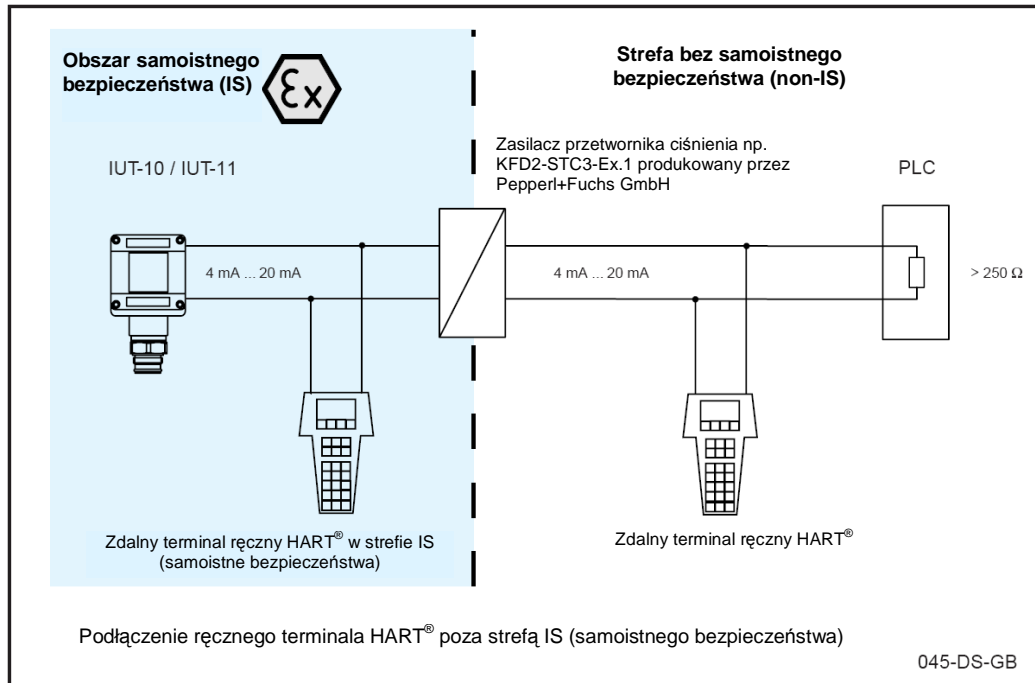 Obszar samoistnego
bezpieczeństwa (IS)
Ex
Strefa bez samoistnego
bezpieczeństwa (non-IS)
IUT-10 / IUT-11
Zasilacz przetwornika ciśnienia np.
KFD2-STC3-Ex.1 produkowany przez
Pepperl+Fuchs GmbH
PLC
4 mA ... 20 mA
4 mA ... 20 mA
> 250 Ω
Zdalny terminal ręczny HART® w strefie IS
(samoistne bezpieczeństwa)
Zdalny terminal ręczny HART®
Podłączenie ręcznego terminala HART® poza strefą IS (samoistnego bezpieczeństwa)
045-DS-GB